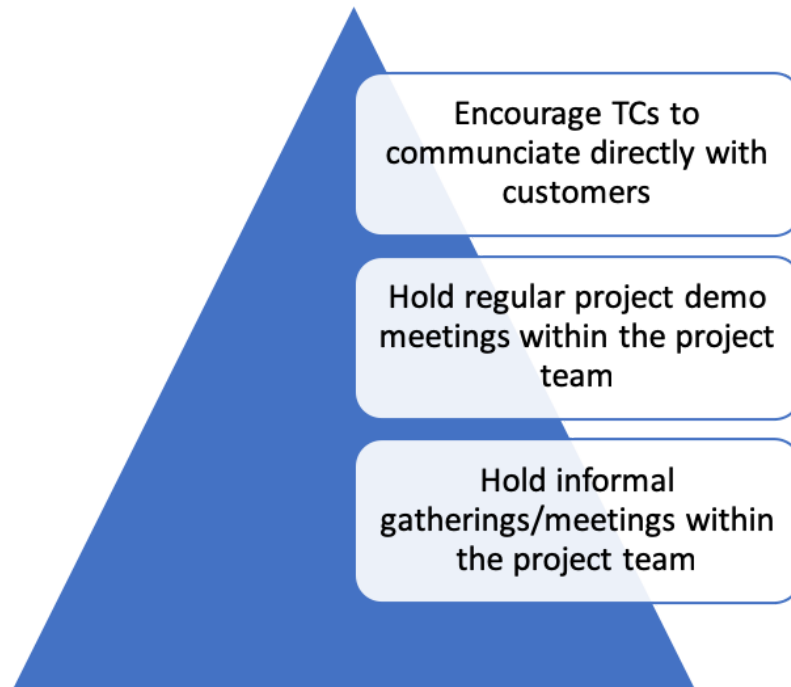 Encourage TCs to
communciate directly with
customers
Hold regular project demo
meetings within the project
team
Hold informal
gatherings/meetings within
the project team